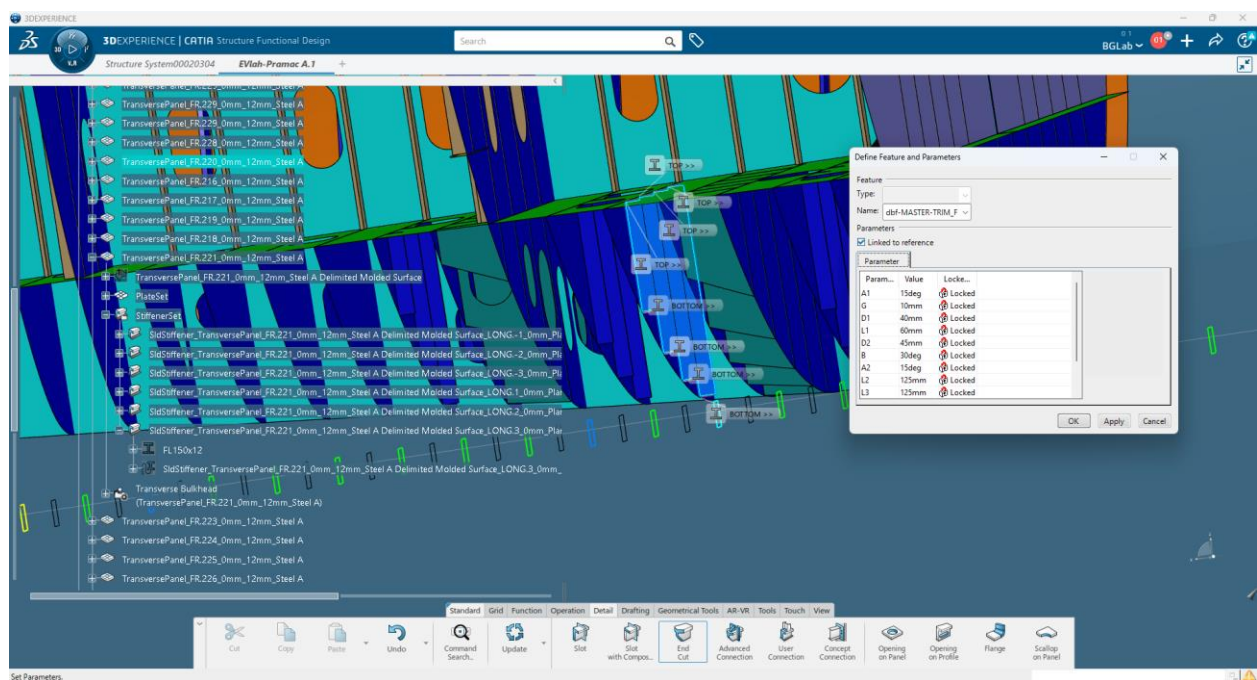 3DEXPERIENCE
3DEXPERIENCE | CATIA Structure Functional Design
Search
BGLab
3D
V.R
Structure System00020304
EVlah-Pramac A.1
TransversePanel_FR.229_0mm_12mm_Steel A
TransversePanel_FR.229_0mm_12mm_Steel A
TransversePanel_FR.228_0mm_12mm_Steel A
TransversePanel_FR.220_0mm_12mm_Steel A
TransversePanel_FR.216_0mm_12mm_Steel A
TransversePanel_FR.217_0mm_12mm_Steel A
TransversePanel_FR.219_0mm_12mm_Steel A
TransversePanel_FR.218_0mm_12mm_Steel A
TransversePanel_FR.221_0mm_12mm_Steel A
TransversePanel_FR.221_0mm_12mm_Steel A Delimited Molded Surface
PlateSet
StiffenerSet
SldStiffener_TransversePanel_FR.221_0mm_12mm_Steel A Delimited Molded Surface_LONG.-1_0mm_Pla
SldStiffener_TransversePanel_FR.221_0mm_12mm_Steel A Delimited Molded Surface_LONG.-2_0mm_Pla
SldStiffener_TransversePanel_FR.221_0mm_12mm_Steel A Delimited Molded Surface_LONG.-3_0mm_Pla
SldStiffener_TransversePanel_FR.221_0mm_12mm_Steel A Delimited Molded Surface_LONG.1_0mm_Plan
SldStiffener_TransversePanel_FR.221_0mm_12mm_Steel A Delimited Molded Surface_LONG.2_0mm_Plan
SldStiffener_TransversePanel_FR.221_0mm_12mm_Steel A Delimited Molded Surface_LONG.3_0mm_Plan
FL150x12
SldStiffener_TransversePanel_FR.221_0mm_12mm_Steel A Delimited Molded Surface_LONG.3_0mm_
Transverse Bulkhead
(TransversePanel_FR.221_0mm_12mm_Steel A)
TransversePanel_FR.223_0mm_12mm_Steel A
TransversePanel_FR.224_0mm_12mm_Steel A
TransversePanel_FR.225_0mm_12mm_Steel A
TransversePanel_FR.226_0mm_12mm_Steel A
TOP >>
TOP >>
TOP >>
TOP >>
BOTTOM >>
BOTTOM >>
BOTTOM >>
BOTTOM >>
Define Feature and Parameters
Feature
Type:
Name: dbf-MASTER-TRIM_F
Parameters
Linked to reference
Parameter
Param... Value Locke...
A1 15deg Locked
G 10mm Locked
D1 40mm Locked
L1 60mm Locked
D2 45mm Locked
B 30deg Locked
A2 15deg Locked
L2 125mm Locked
L3 125mm Locked
OK Apply Cancel
Standard Grid Function Operation Detail Drafting Geometrical Tools AR-VR Tools Touch View
Cut
Copy
Paste
Undo
Command Search...
Update
Slot
Slot with Compos...
End Cut
Advanced Connection
User Connection
Concept Connection
Opening on Panel
Opening on Profile
Flange
Scallop on Panel
Set Parameters.